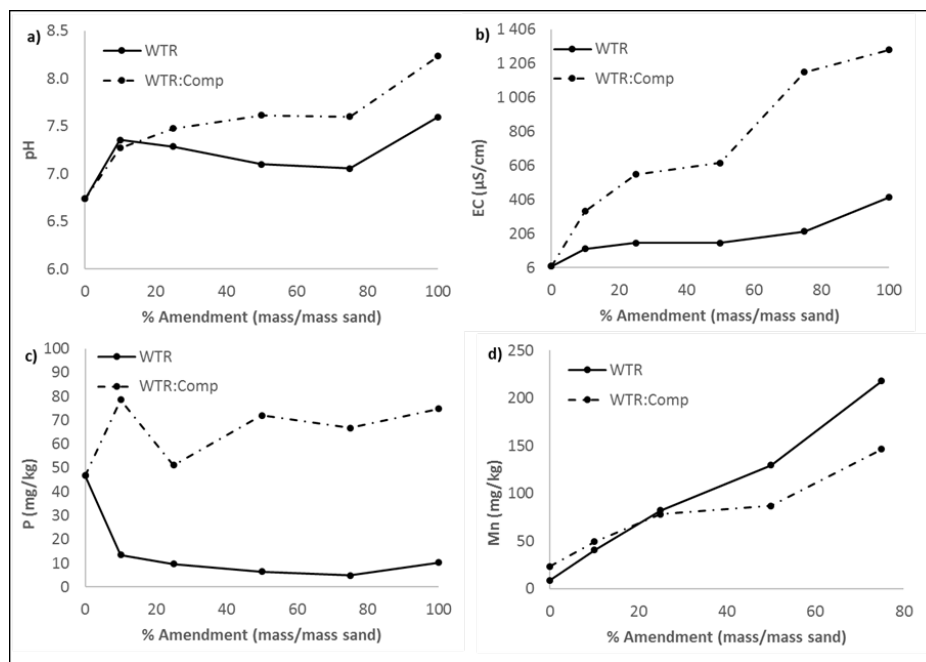 a)
WTR
WTR:Comp
8.5
8.0
7.5
7.0
6.5
6.0
pH
0 20 40 60 80 100
% Amendment (mass/mass sand)
b)
WTR
WTR:Comp
1 406
1 206
1 006
806
606
406
206
6
EC (µS/cm)
0 20 40 60 80 100
% Amendment (mass/mass sand)
c)
WTR
WTR:Comp
100
90
80
70
60
50
40
30
20
10
0
P (mg/kg)
0 20 40 60 80 100
% Amendment (mass/mass sand)
d)
WTR
WTR:Comp
250
200
150
100
50
0
Mn (mg/kg)
0 20 40 60 80
% Amendment (mass/mass sand)